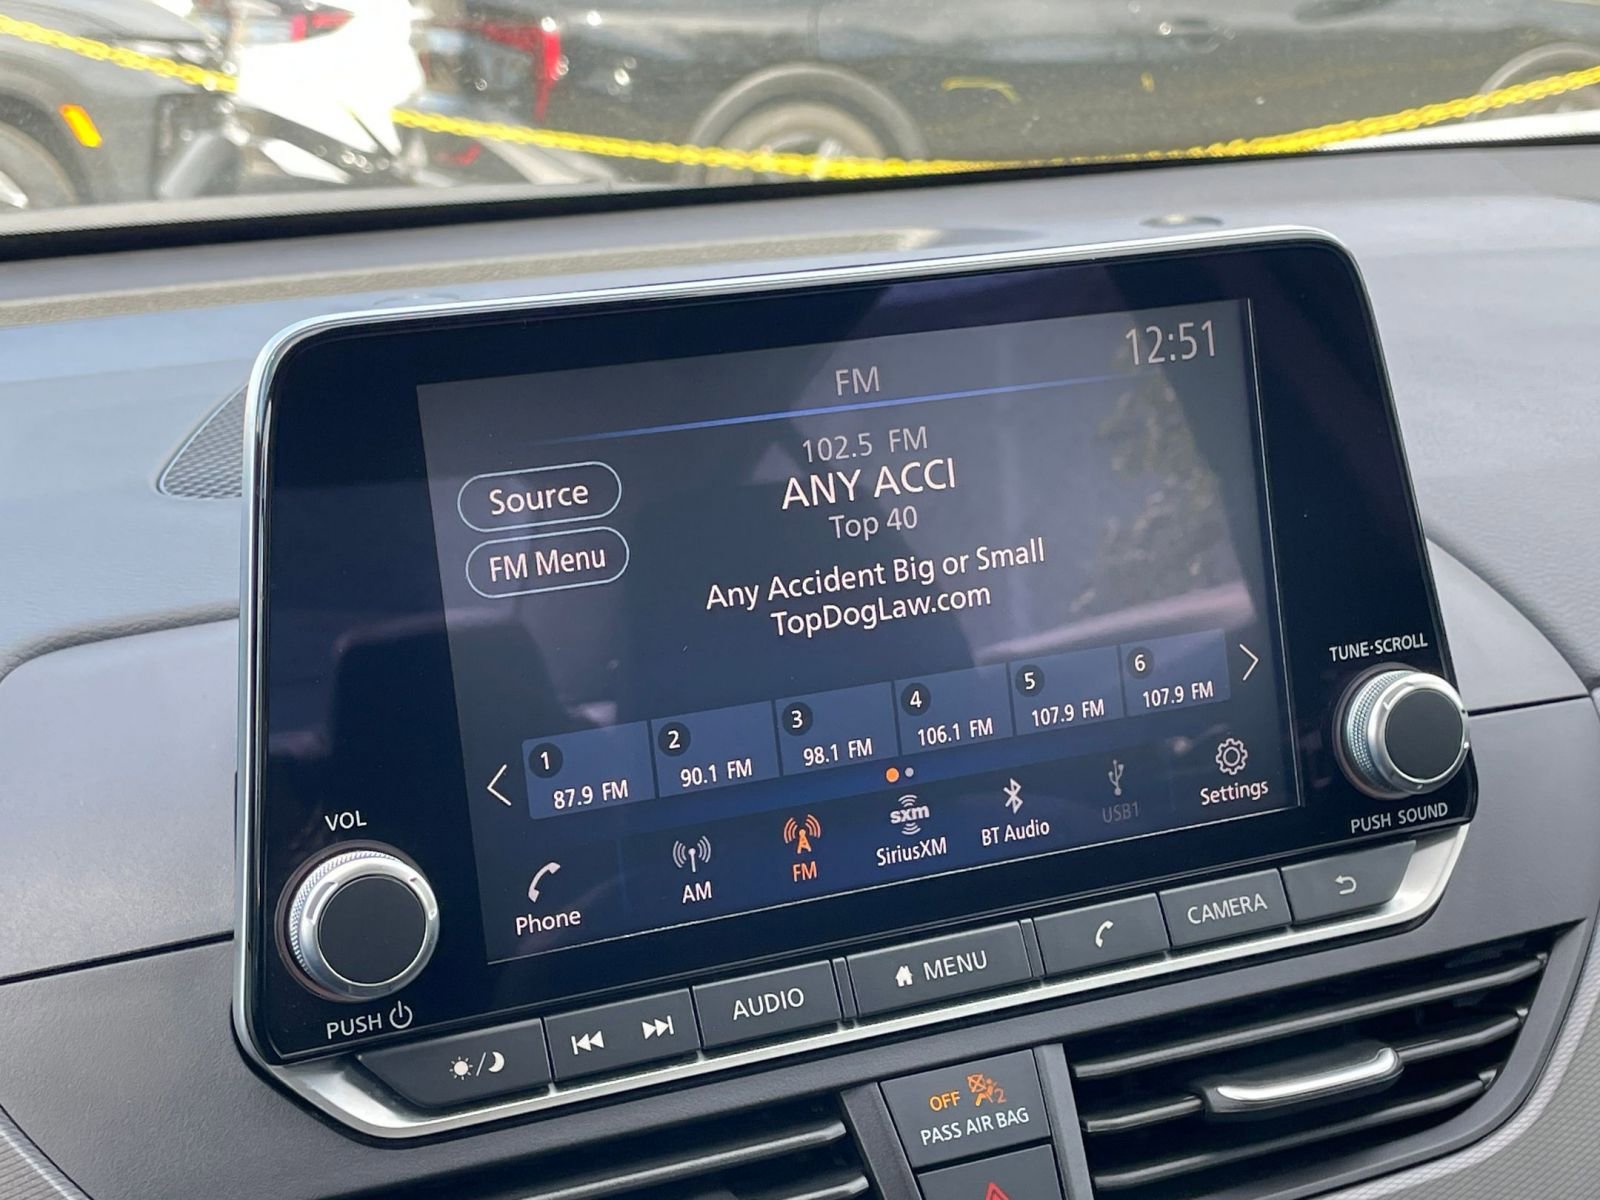 12:51
FM
102.5 FM
ANY ACCI
Top 40
Source
FM Menu
Any Accident Big or Small
TopDogLaw.com
1
87.9 FM
2
90.1 FM
3
98.1 FM
4
106.1 FM
5
107.9 FM
6
107.9 FM
Phone
AM
FM
sxm
SiriusXM
BT Audio
USB1
Settings
TUNE·SCROLL
PUSH SOUND
VOL
PUSH
AUDIO
MENU
CAMERA
OFF 2
PASS AIR BAG